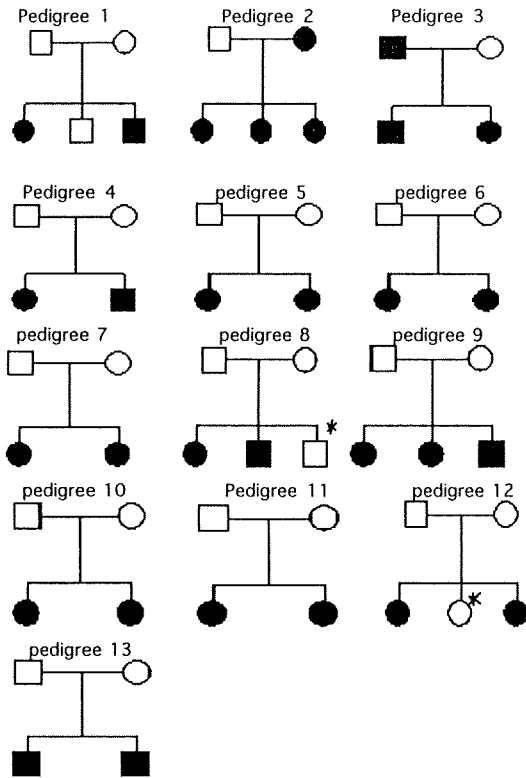 Pedigree 1
Pedigree 2
Pedigree 3
Pedigree 4
pedigree 5
pedigree 6
pedigree 7
pedigree 8
pedigree 9
*
pedigree 10
Pedigree 11
pedigree 12
*
pedigree 13